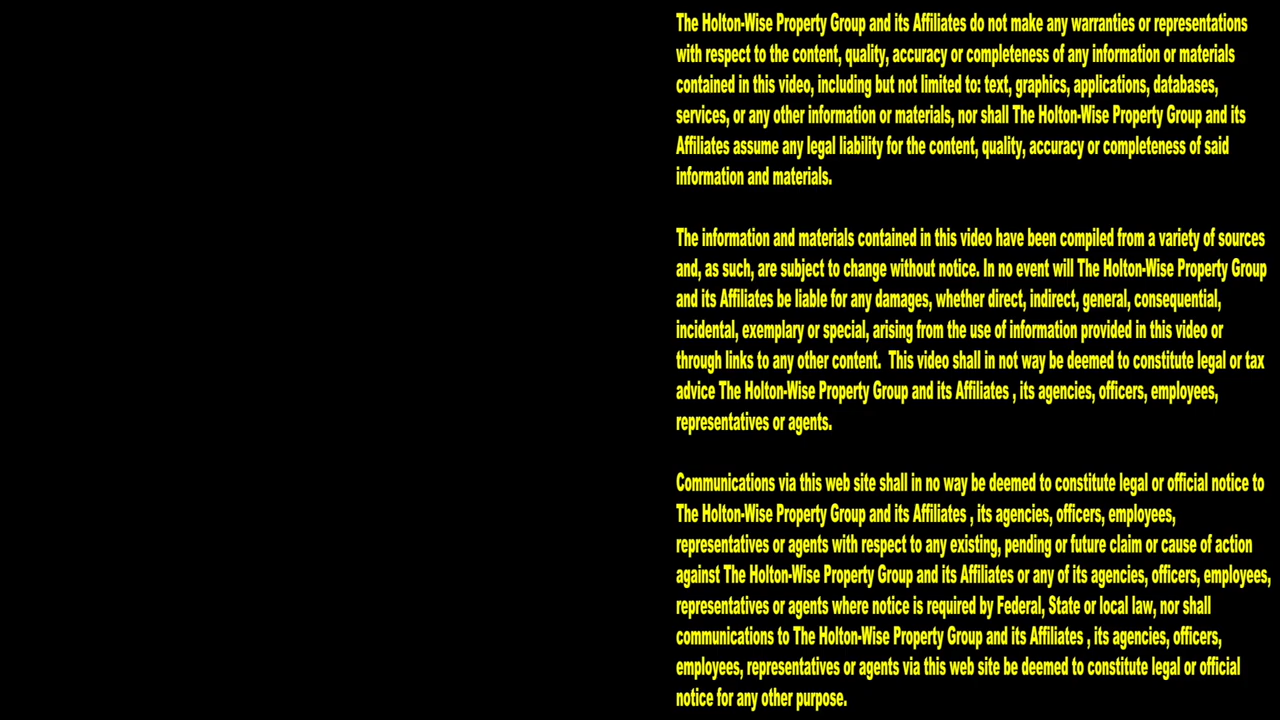 The Holton-Wise Property Group and its Affiliates do not make any warranties or representations
with respect to the content, quality, accuracy or completeness of any information or materials
contained in this video, including but not limited to: text, graphics, applications, databases,
services, or any other information or materials, nor shall The Holton-Wise Property Group and its
Affiliates assume any legal liability for the content, quality, accuracy or completeness of said
information and materials.
The information and materials contained in this video have been compiled from a variety of sources
and, as such, are subject to change without notice. In no event will The Holton-Wise Property Group
and its Affiliates be liable for any damages, whether direct, indirect, general, consequential,
incidental, exemplary or special, arising from the use of information provided in this video or
through links to any other content.  This video shall in not way be deemed to constitute legal or tax
advice The Holton-Wise Property Group and its Affiliates , its agencies, officers, employees,
representatives or agents.
Communications via this web site shall in no way be deemed to constitute legal or official notice to
The Holton-Wise Property Group and its Affiliates , its agencies, officers, employees,
representatives or agents with respect to any existing, pending or future claim or cause of action
against The Holton-Wise Property Group and its Affiliates or any of its agencies, officers, employees,
representatives or agents where notice is required by Federal, State or local law, nor shall
communications to The Holton-Wise Property Group and its Affiliates , its agencies, officers,
employees, representatives or agents via this web site be deemed to constitute legal or official
notice for any other purpose.